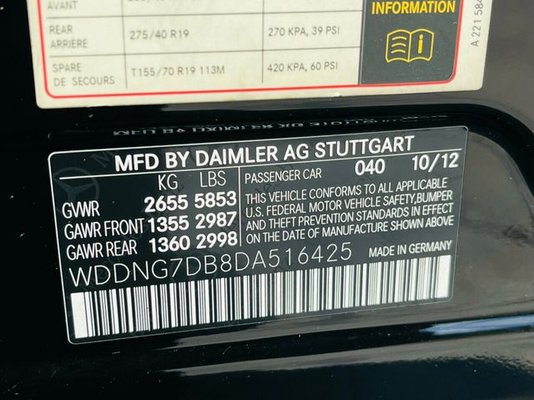 AVANT
INFORMATION
REAR 275/40 R19 270 KPA, 39 PSI
ARRIÈRE
SPARE T155/70 R19 113M 420 KPA, 60 PSI
DE SECOURS
A 221 584
MFD BY DAIMLER AG STUTTGART
KG LBS PASSENGER CAR 040 10/12
GVWR 2655 5853
GAWR FRONT 1355 2987
GAWR REAR 1360 2998
THIS VEHICLE CONFORMS TO ALL APPLICABLE
U.S. FEDERAL MOTOR VEHICLE SAFETY, BUMPER
AND THEFT PREVENTION STANDARDS IN EFFECT
ON THE DATE OF MANUFACTURE SHOWN ABOVE.
WDDNG7DB8DA516425 MADE IN GERMANY